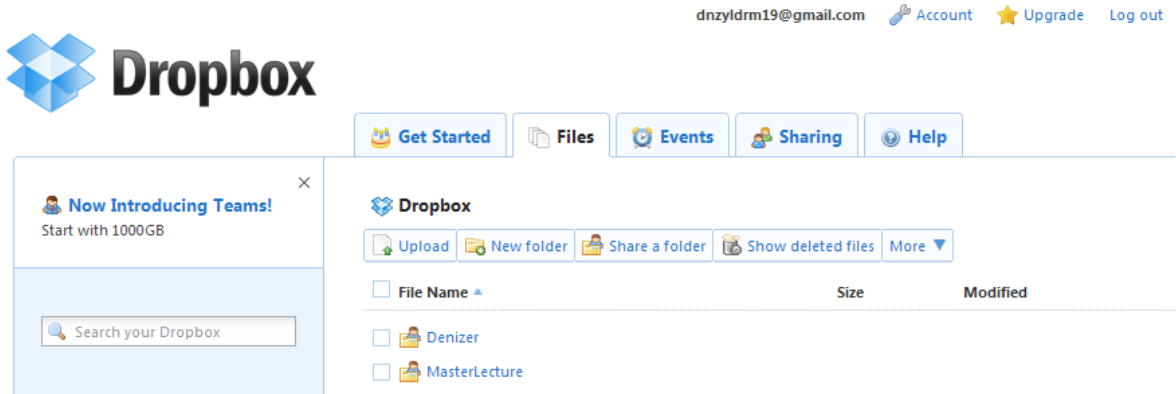 dnzyldrm19@gmail.com Account Upgrade Log out
Dropbox
Get Started Files Events Sharing Help
Now Introducing Teams!
Start with 1000GB
Search your Dropbox
Dropbox
Upload New folder Share a folder Show deleted files More
File Name Size Modified
Denizer
MasterLecture